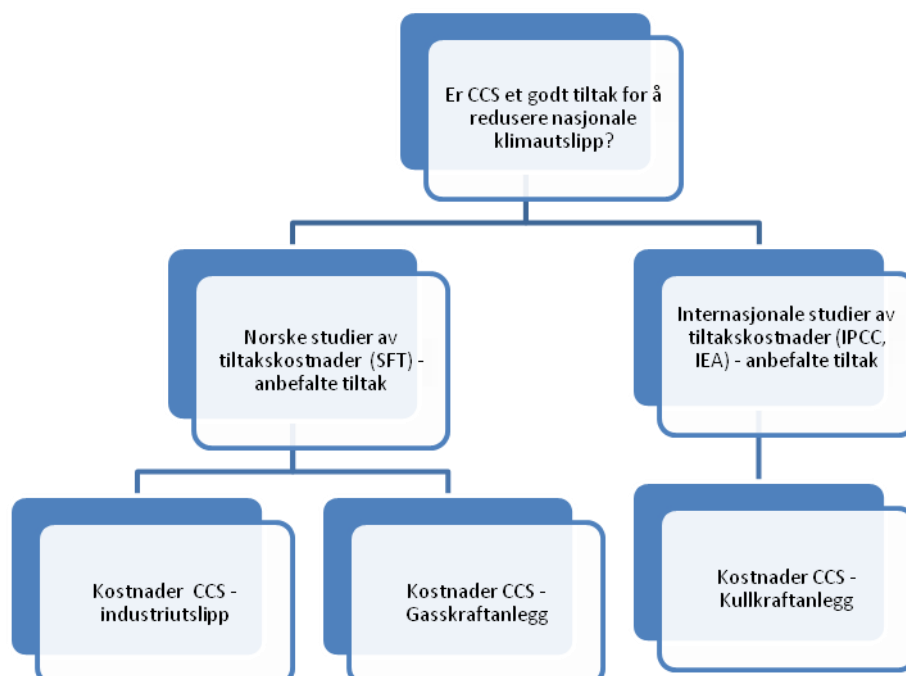 Er CCS et godt tiltak for å
redusere nasjonale
klimautslipp?
Norske studier av
tiltakskostnader (SFT) -
anbefalte tiltak
Internasjonale studier av
tiltakskostnader (IPCC,
IEA) - anbefalte tiltak
Kostnader CCS -
industriutslipp
Kostnader CCS -
Gasskraftanlegg
Kostnader CCS -
Kullkraftanlegg